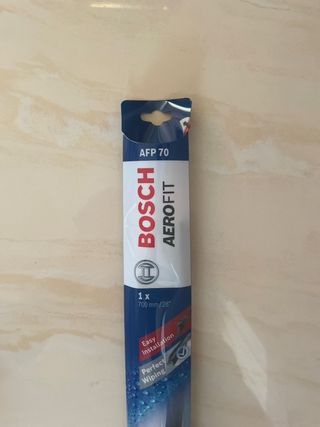 AFP 70
BOSCH
AEROFIT
1 x
700 mm/28"
Easy
Installation
Perfect
Wiping